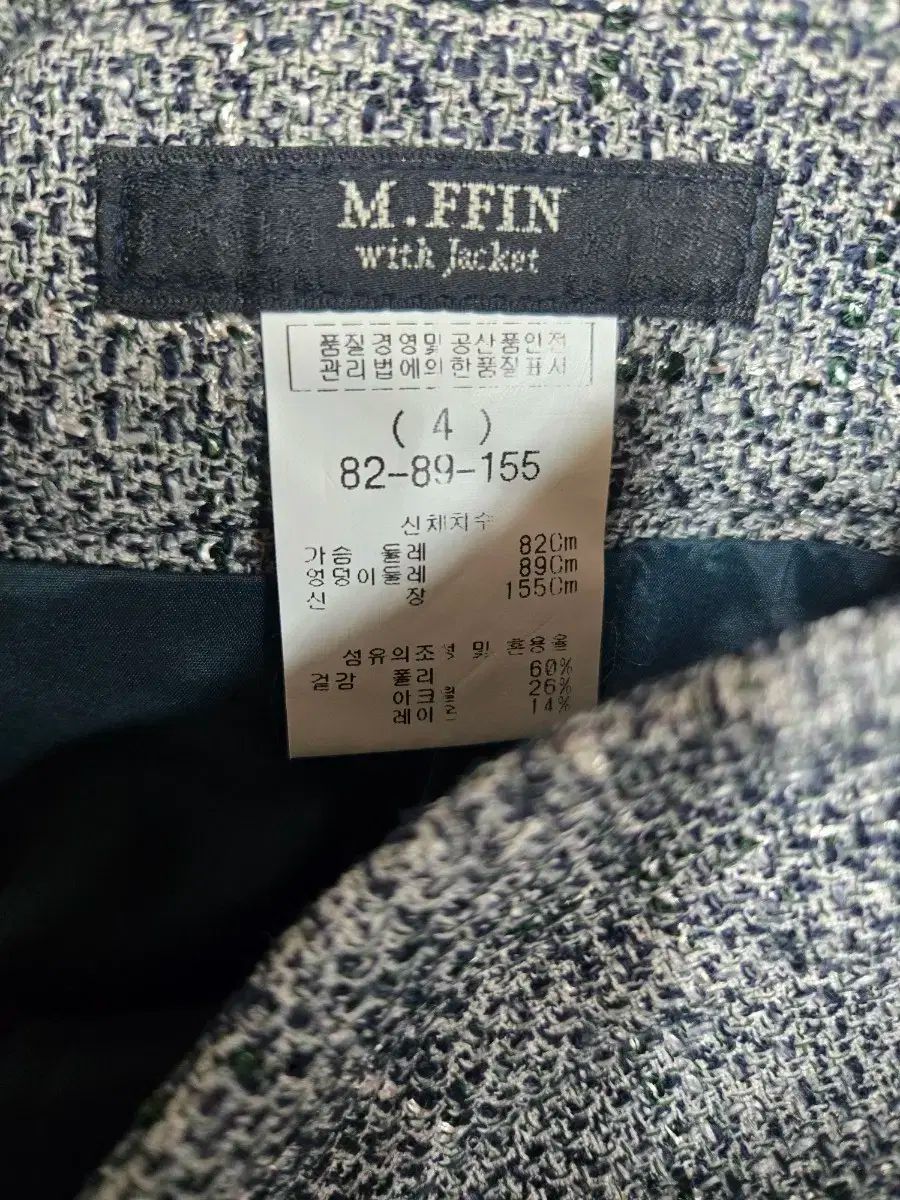 M.FFIN
with Jacket
품질경영및 공산품안전
관리법에의한품질표시
( 4 )
82-89-155
신체치수
가슴 둘레 82Cm
엉덩이둘레 89Cm
신 장 155Cm
섬유의조성 및 혼용율
겉감 폴리 60%
아크릴 26%
레이온 14%